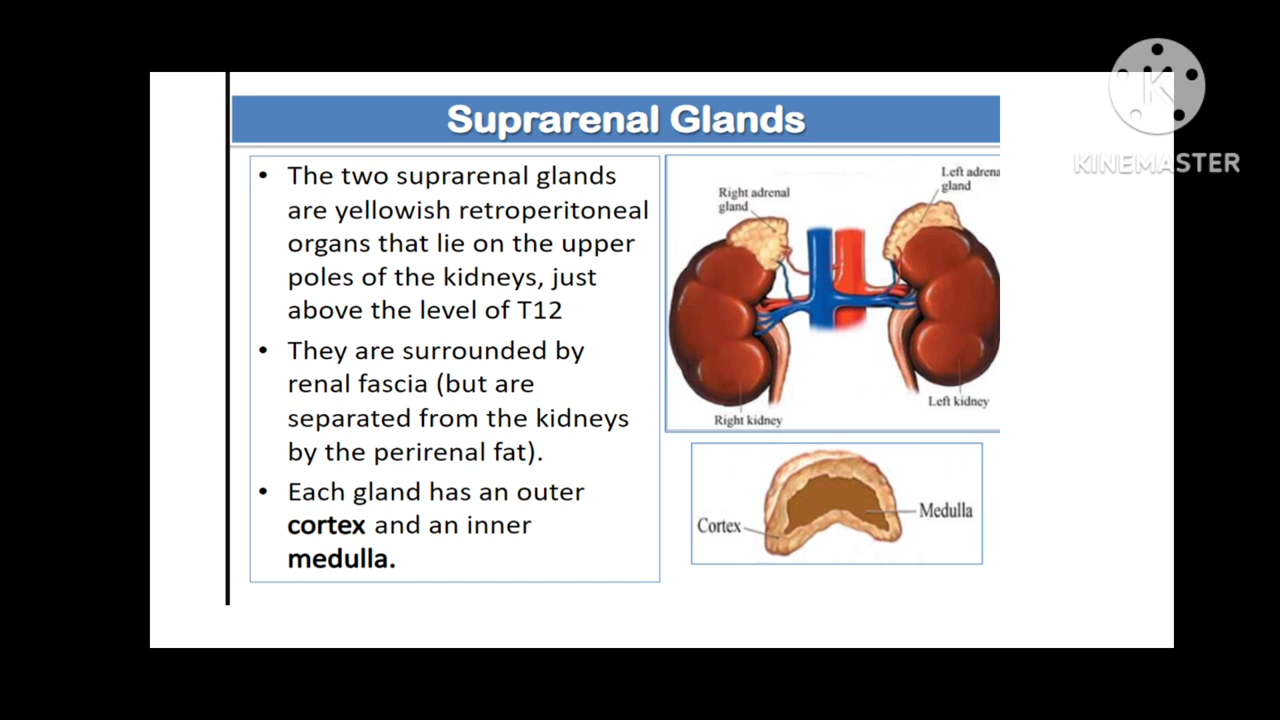 Suprarenal Glands
• The two suprarenal glands
are yellowish retroperitoneal
organs that lie on the upper
poles of the kidneys, just
above the level of T12
• They are surrounded by
renal fascia (but are
separated from the kidneys
by the perirenal fat).
• Each gland has an outer
cortex and an inner
medulla.
Right adrenal
gland
Left adrena
gland
Right kidney
Left kidney
Cortex
Medulla
K
KINEMASTER